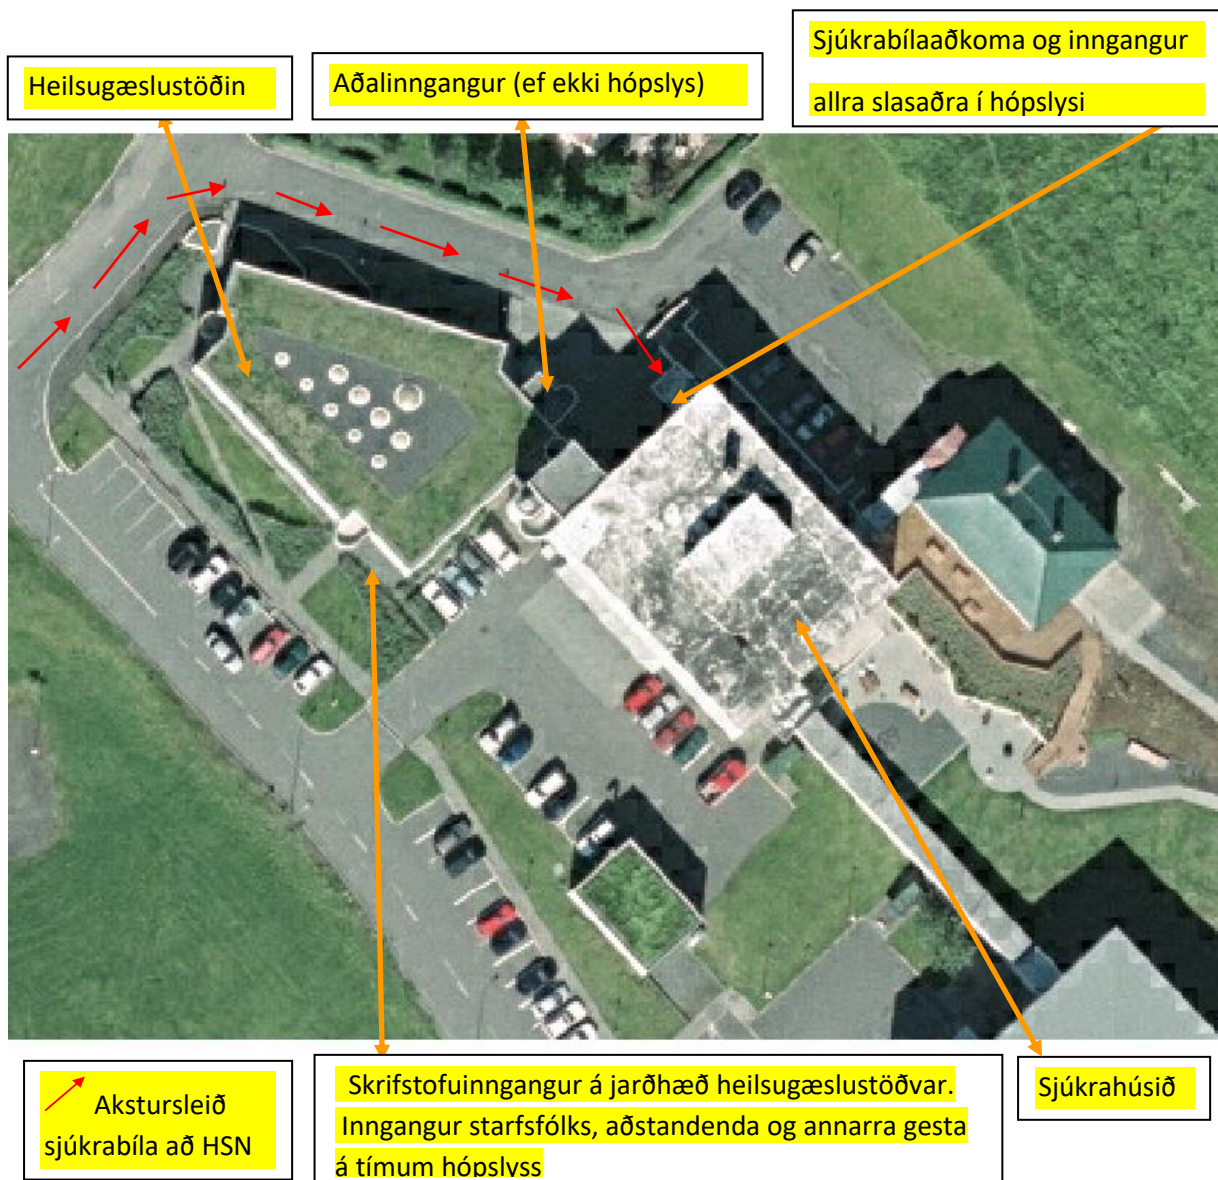 Heilsugæslustöðin
Aðalinngangur (ef ekki hópslys)
Sjúkrabílaaðkoma og inngangur
allra slasaðra í hópslysi
Akstursleið
sjúkrabíla að HSN
Skrifstofuinngangur á jarðhæð heilsugæslustöðvar.
Inngangur starfsfólks, aðstandenda og annarra gesta
á tímum hópslyss
Sjúkrahúsið